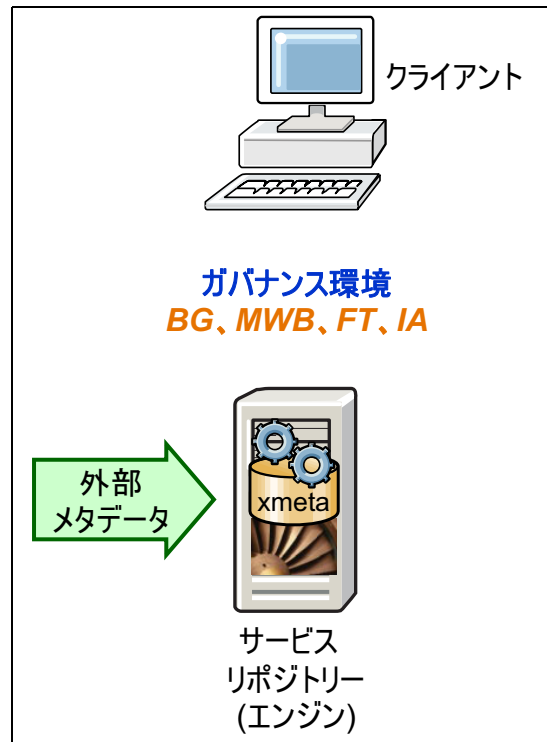 クライアント
ガバナンス環境
BG、MWB、FT、IA
外部
メタデータ
xmeta
サービス
リポジトリー
(エンジン)